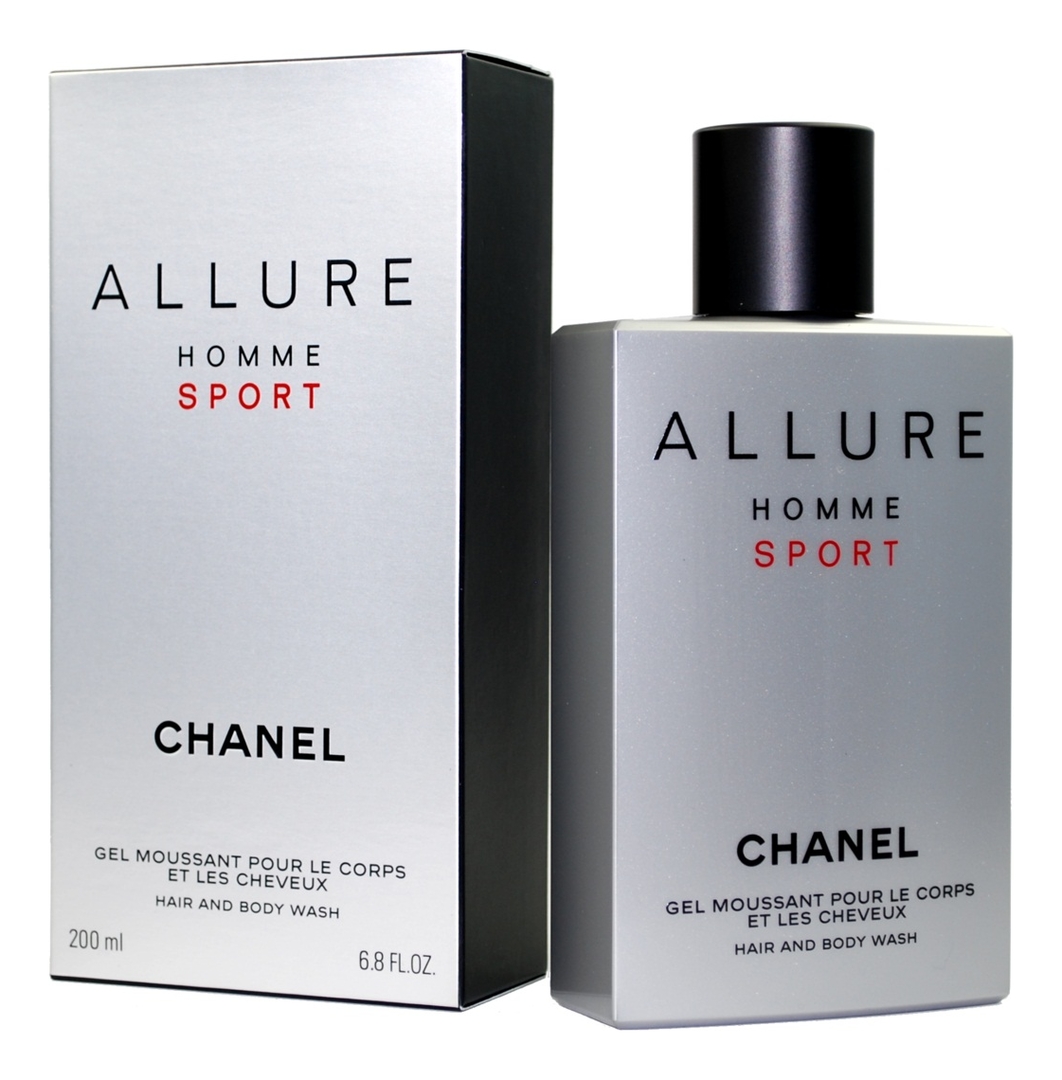 ALLURE
HOMME
SPORT
CHANEL
GEL MOUSSANT POUR LE CORPS
ET LES CHEVEUX
HAIR AND BODY WASH
200 ml
6.8 FL.OZ.
ALLURE
HOMME
SPORT
CHANEL
GEL MOUSSANT POUR LE CORPS
ET LES CHEVEUX
HAIR AND BODY WASH